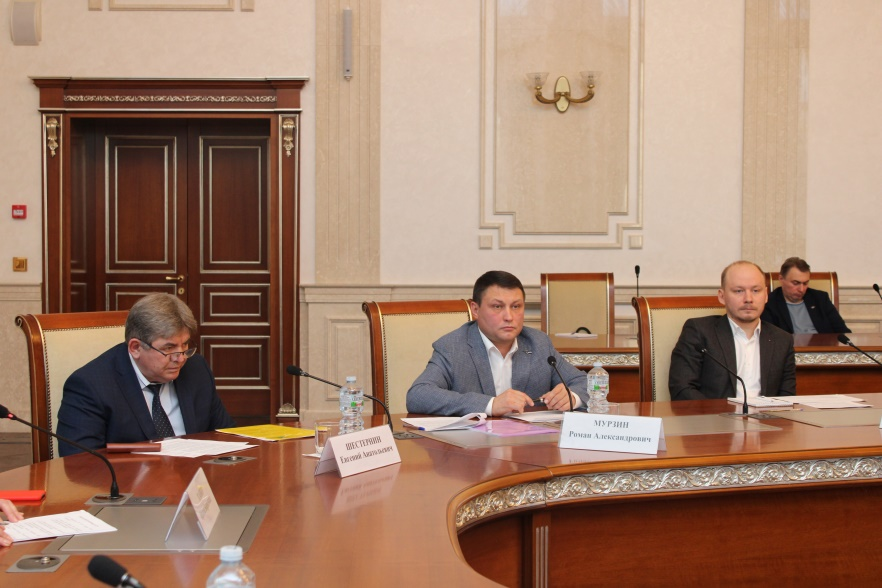 ШЕСТЕРНИН
Евгений Анатольевич
МУРЗИН
Роман Александрович